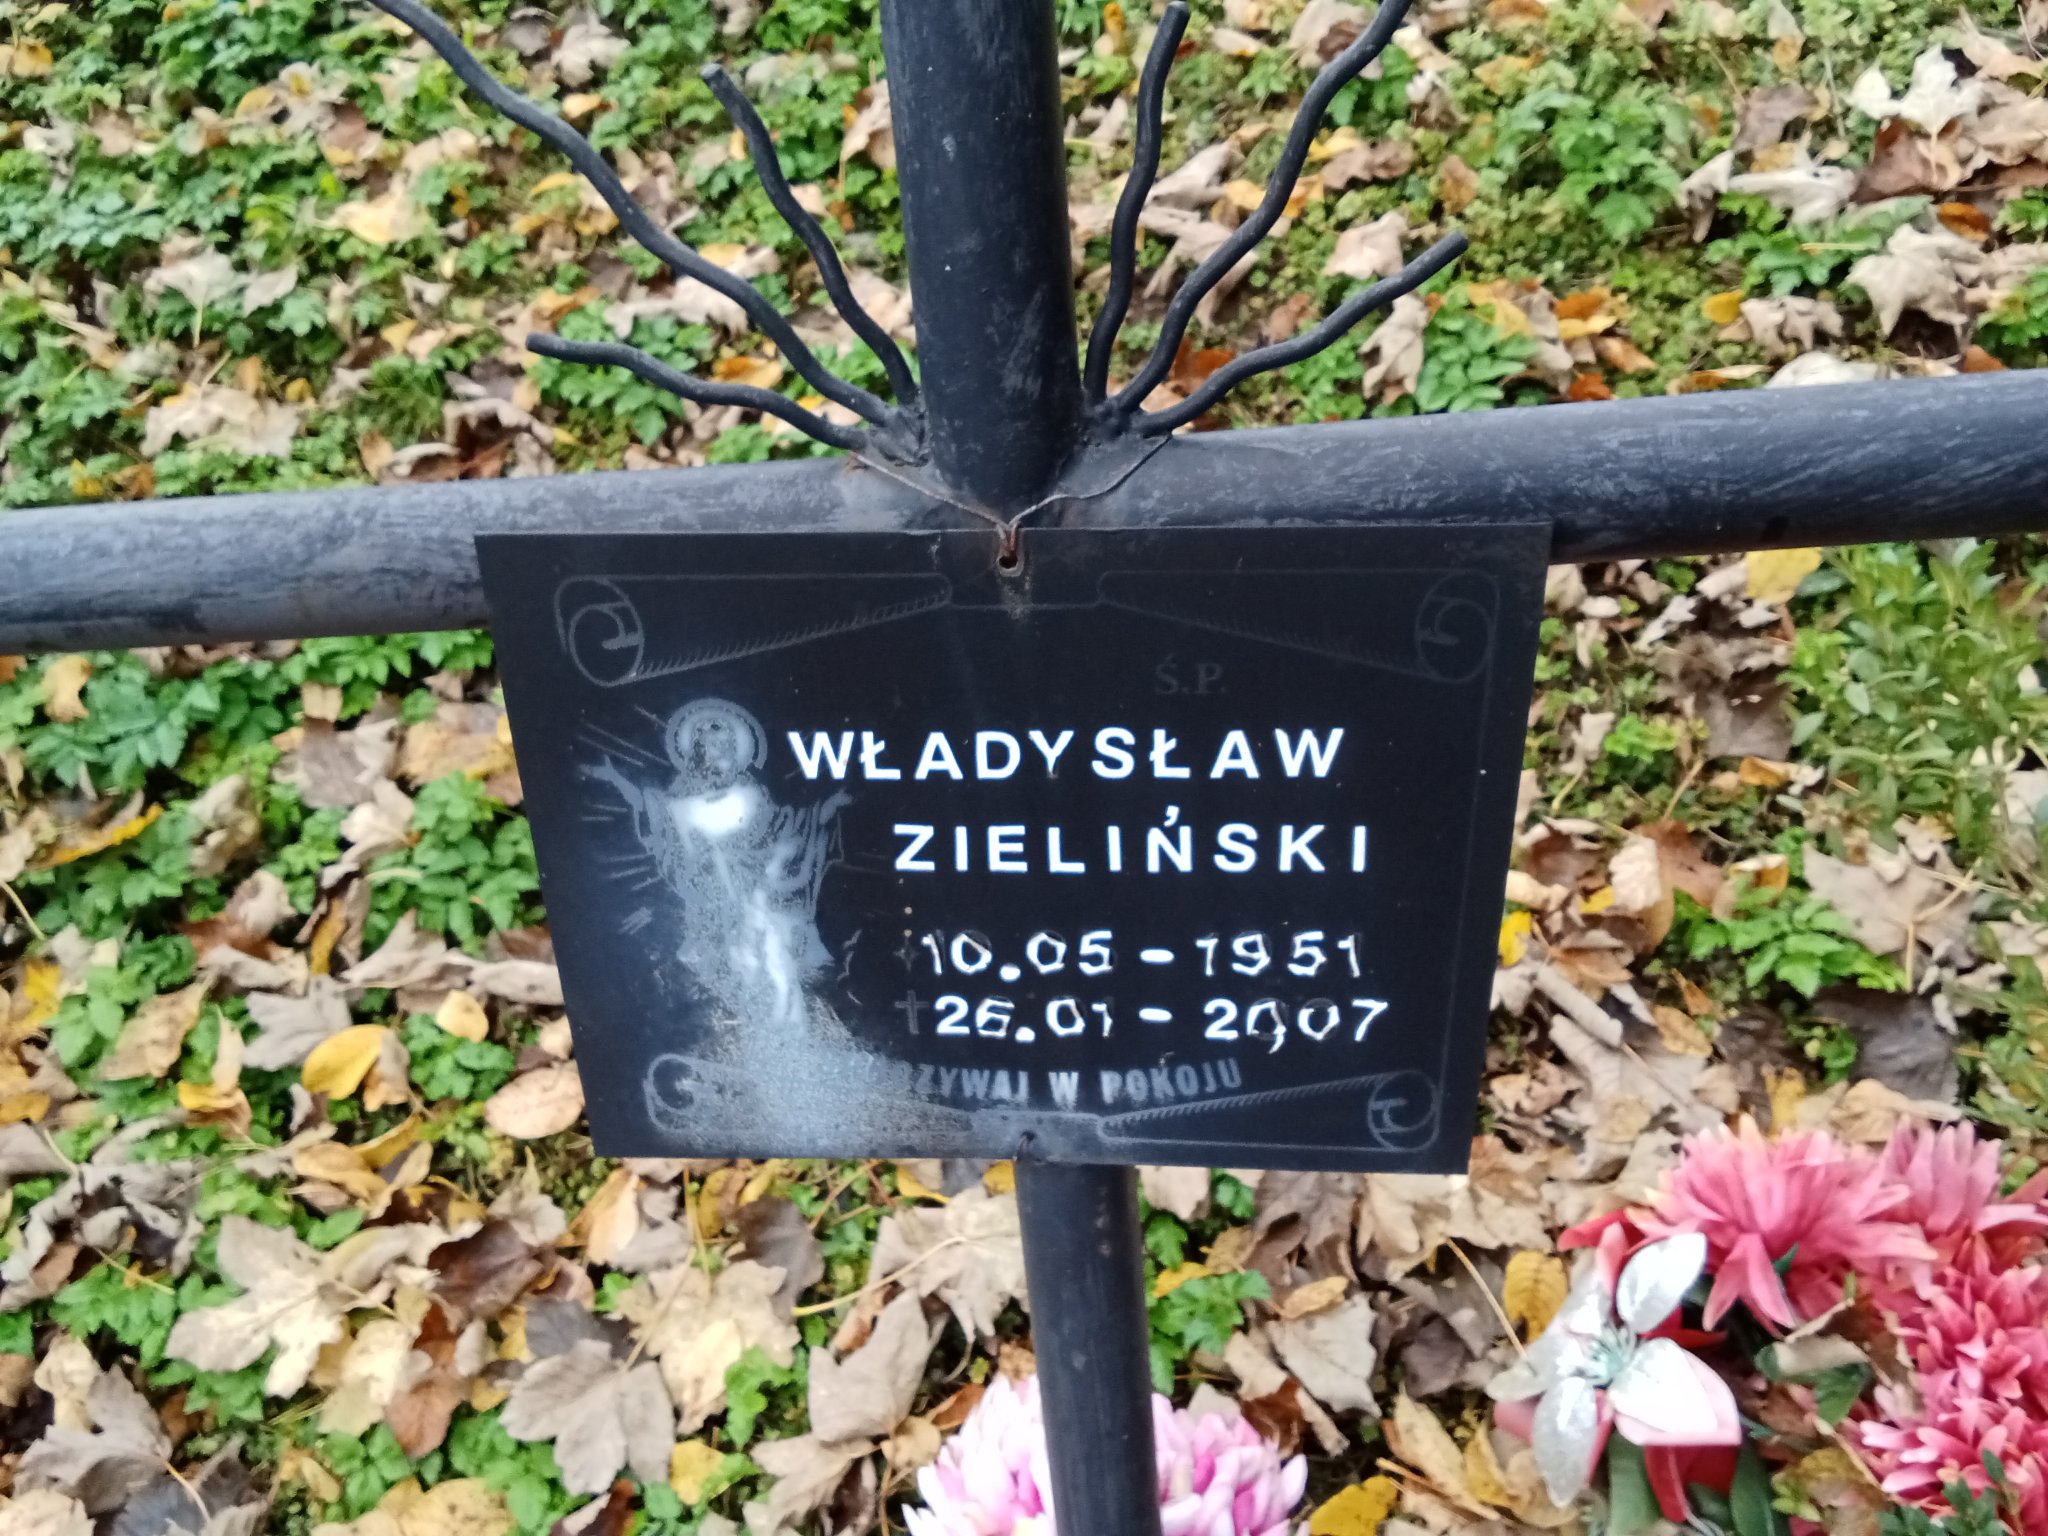 Ś.P.
WŁADYSŁAW
ZIELIŃSKI
10.05-1951
†26.01-2007
W POKOJU